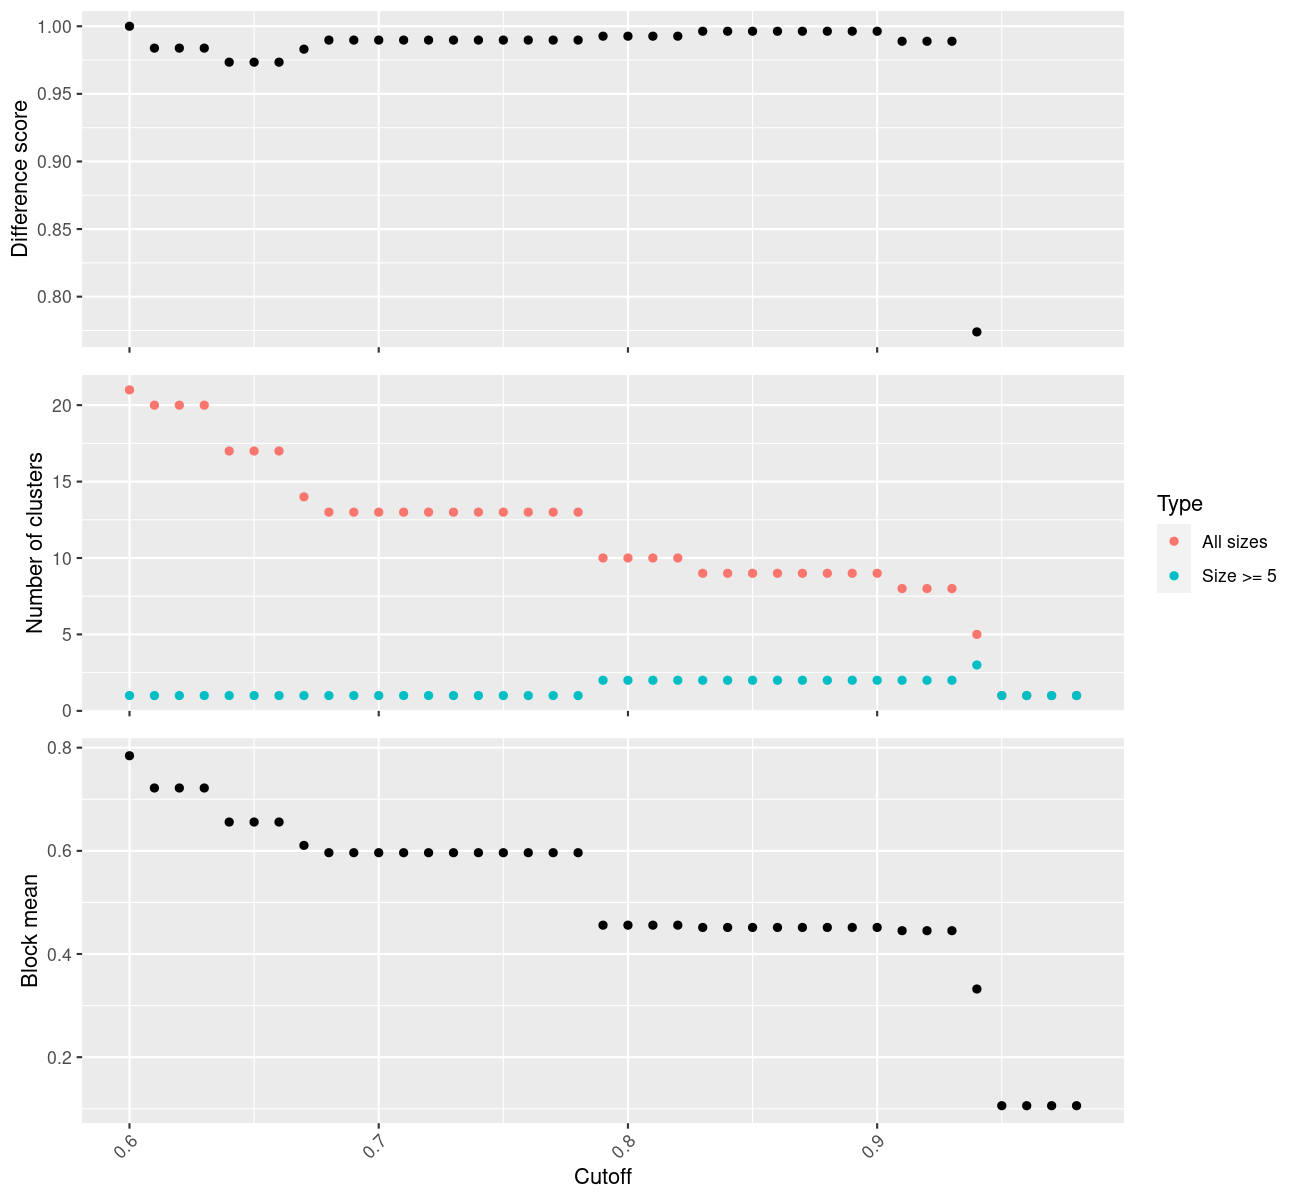 1.00
0.95
0.90
0.85
0.80
Difference score
20
15
10
5
0
Number of clusters
Type
All sizes
Size >= 5
0.8
0.6
0.4
0.2
Block mean
0.6 0.7 0.8 0.9
Cutoff